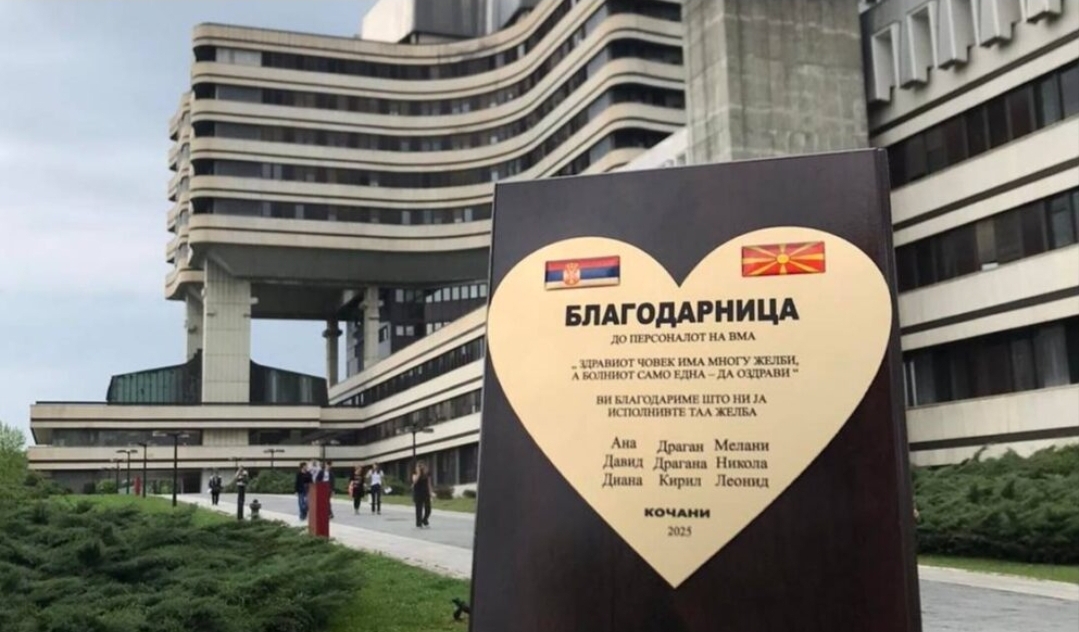 БЛАГОДАРНИЦА
ДО ПЕРСОНАЛОТ НА ВМА
„ ЗДРАВИОТ ЧОВЕК ИМА МНОГУ ЖЕЛБИ,
А БОЛНИОТ САМО ЕДНА – ДА ОЗДРАВИ “
ВИ БЛАГОДАРИМЕ ШТО НИ ЈА
ИСПОЛНИВТЕ ТАА ЖЕЛБА
Ана Драган Мелани
Давид Драгана Никола
Диана Кирил Леонид
КОЧАНИ
2025